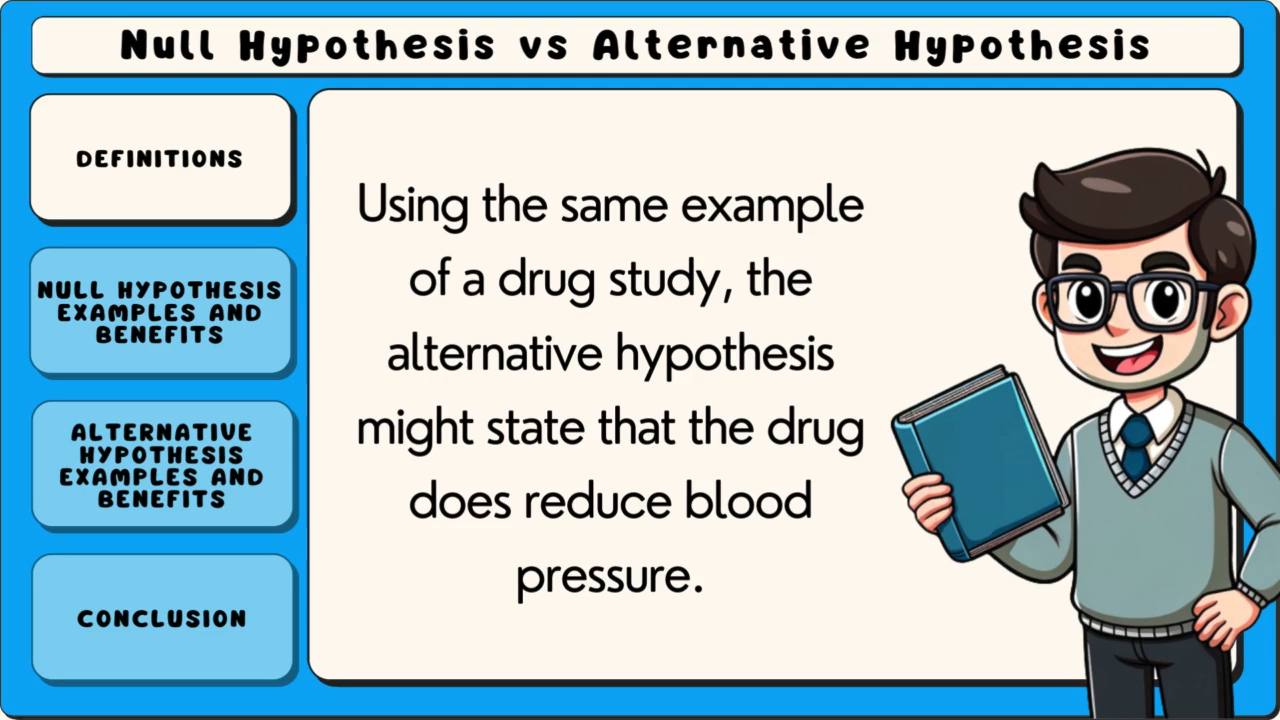 Null Hypothesis vs Alternative Hypothesis
DEFINITIONS
NULL HYPOTHESIS
EXAMPLES AND
BENEFITS
ALTERNATIVE
HYPOTHESIS
EXAMPLES AND
BENEFITS
CONCLUSION
Using the same example
of a drug study, the
alternative hypothesis
might state that the drug
does reduce blood
pressure.